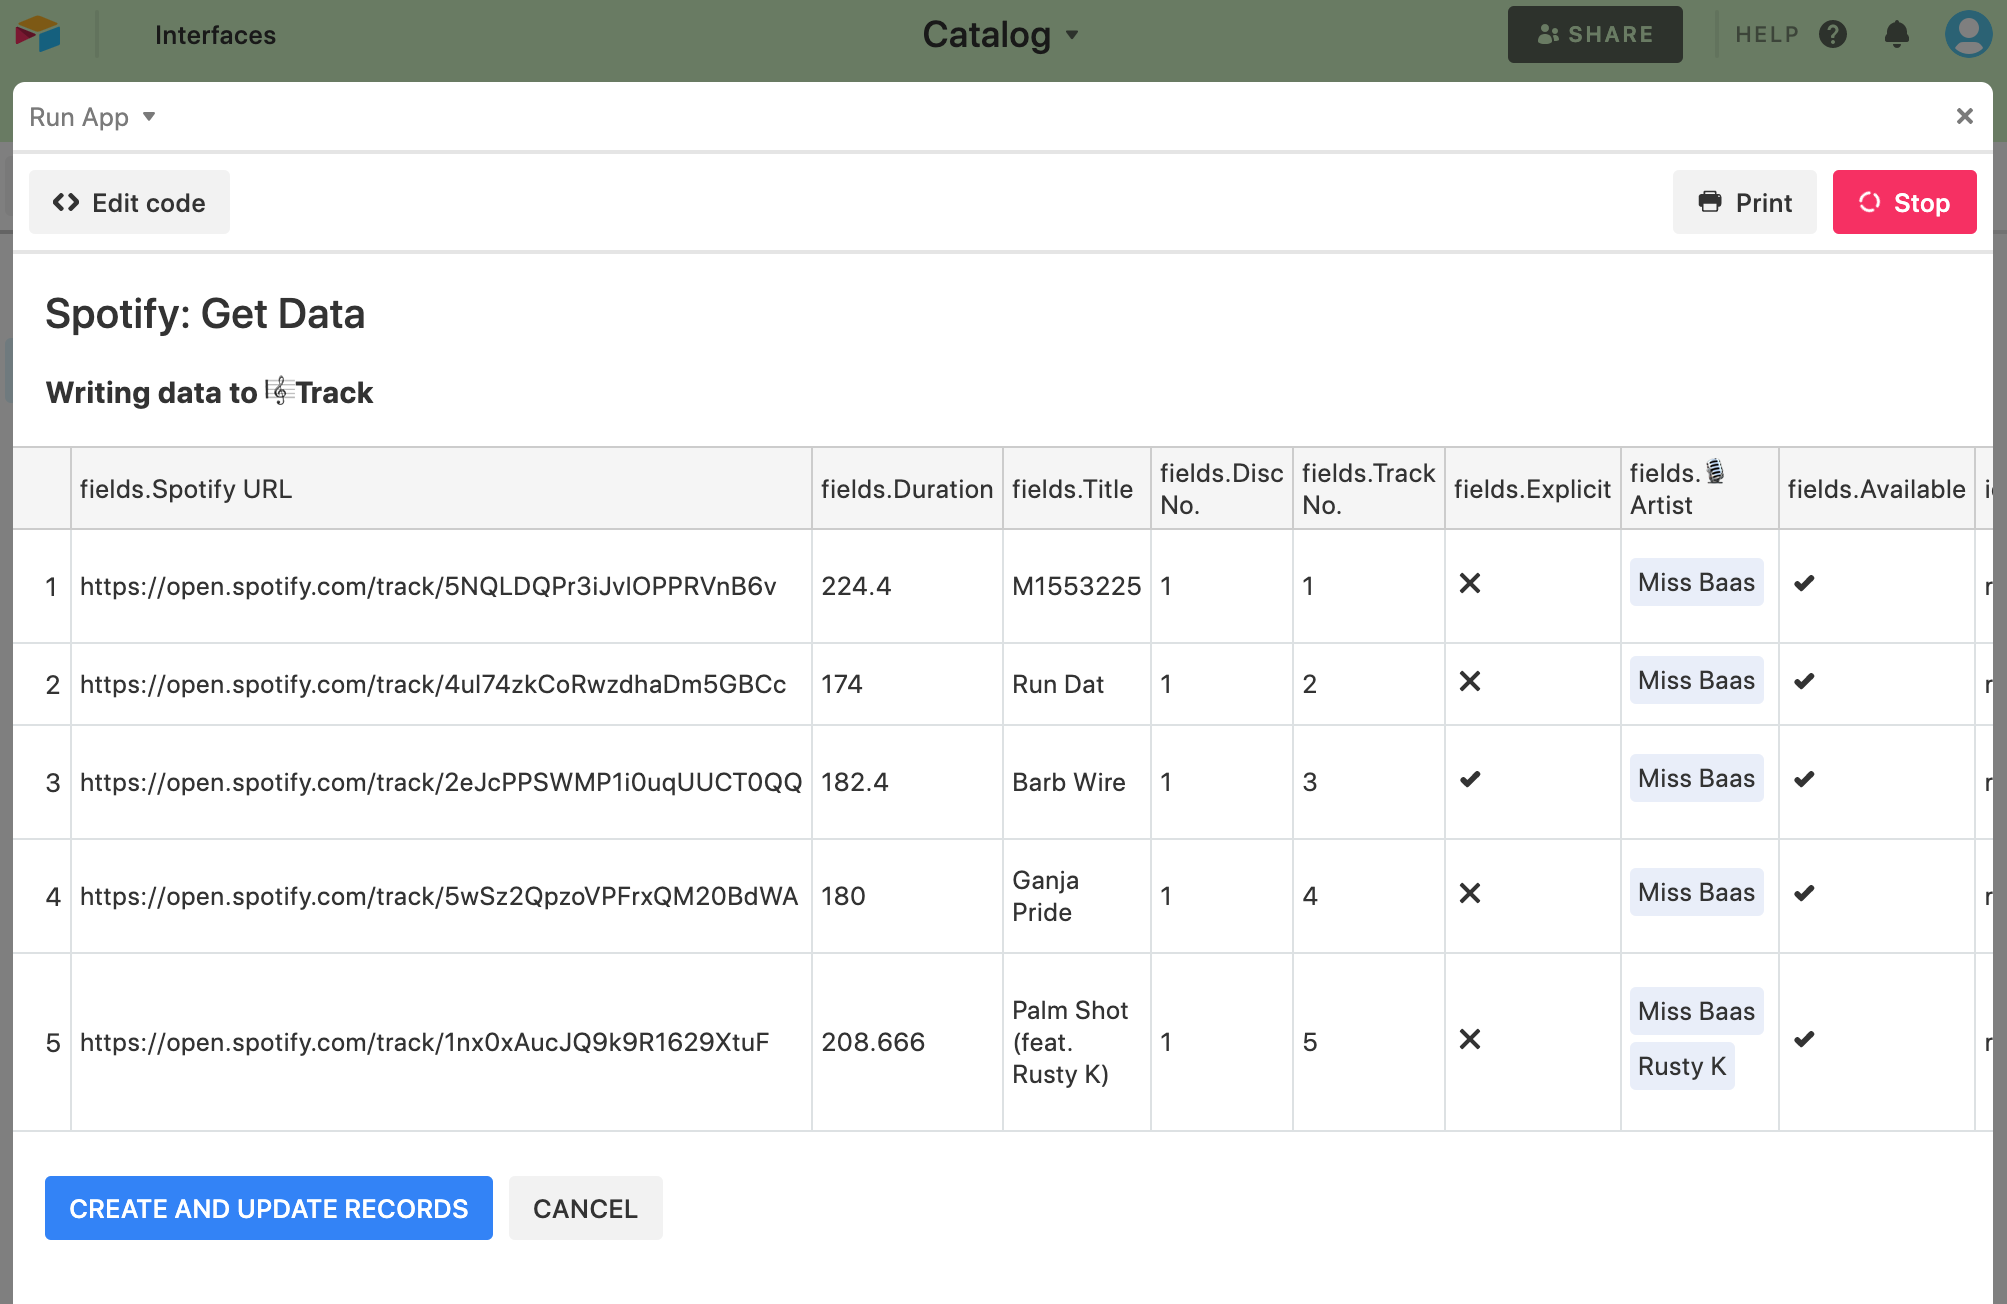 Interfaces
Catalog
SHARE
HELP
Run App
Edit code
Print
Stop
Spotify: Get Data
Writing data to 🎼Track
fields.Spotify URL
fields.Duration
fields.Title
fields.Disc
No.
fields.Track
No.
fields.Explicit
fields.🎙
Artist
fields.Available
1
https://open.spotify.com/track/5NQLDQPr3iJvlOPPRVnB6v
224.4
M1553225
1
1
Miss Baas
2
https://open.spotify.com/track/4ul74zkCoRwzdhaDm5GBCc
174
Run Dat
1
2
Miss Baas
3
https://open.spotify.com/track/2eJcPPSWMP1i0uqUUCT0QQ
182.4
Barb Wire
1
3
Miss Baas
4
https://open.spotify.com/track/5wSz2QpzoVPFrxQM20BdWA
180
Ganja
Pride
1
4
Miss Baas
5
https://open.spotify.com/track/1nx0xAucJQ9k9R1629XtuF
208.666
Palm Shot
(feat.
Rusty K)
1
5
Miss Baas
Rusty K
CREATE AND UPDATE RECORDS
CANCEL